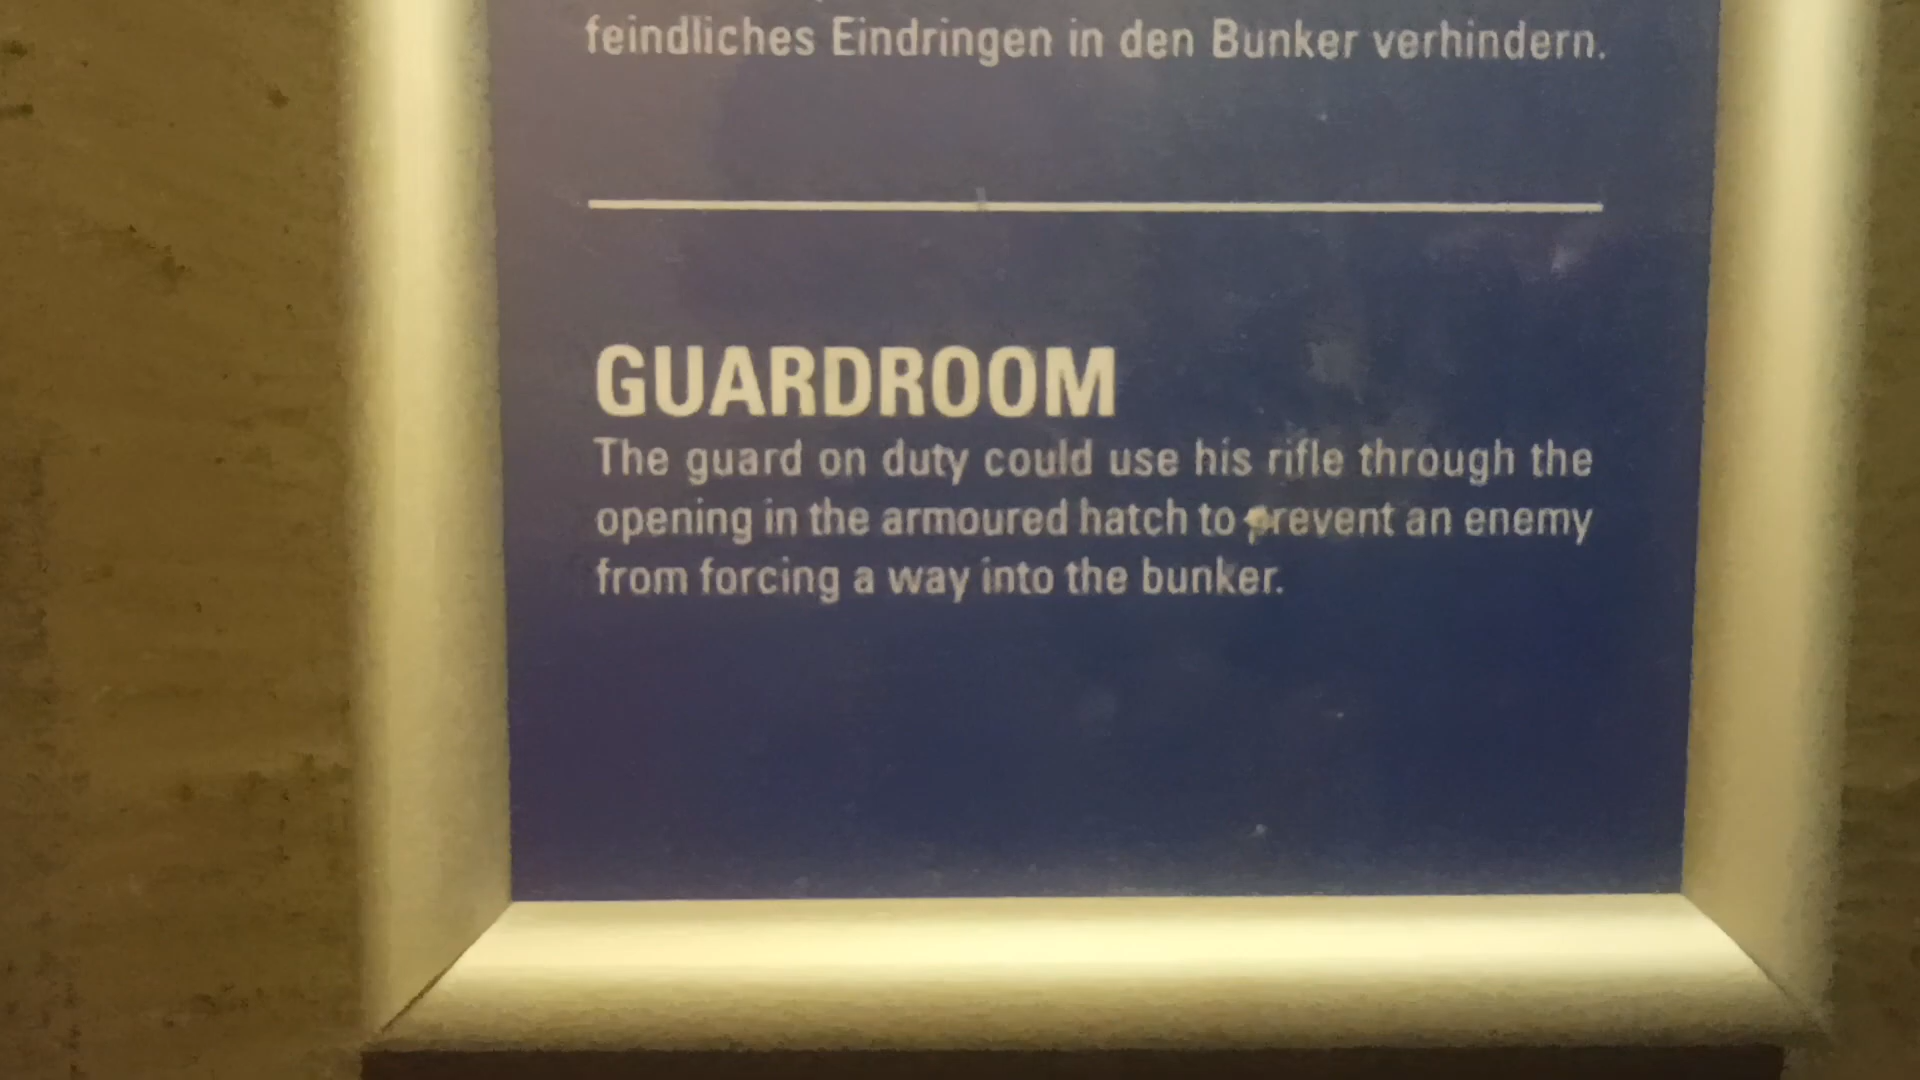 feindliches Eindringen in den Bunker verhindern.
GUARDROOM
The guard on duty could use his rifle through the
opening in the armoured hatch to prevent an enemy
from forcing a way into the bunker.